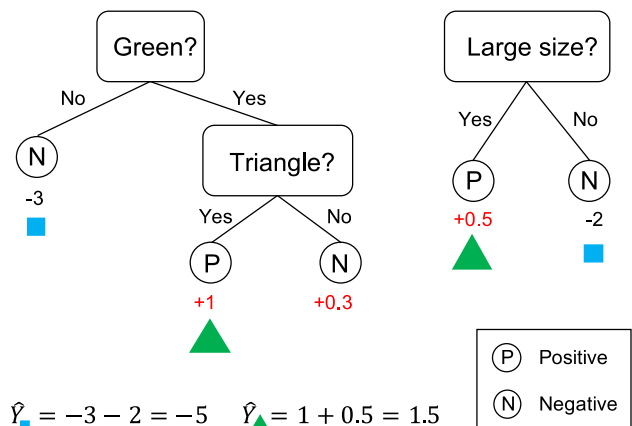 Green?
Large size?
No
Yes
Yes
No
N
Triangle?
P
N
-3
Yes
No
+0.5
-2
P
N
+1
+0.3
P Positive
N Negative
Ŷ = −3 − 2 = −5
Ŷ = 1 + 0.5 = 1.5